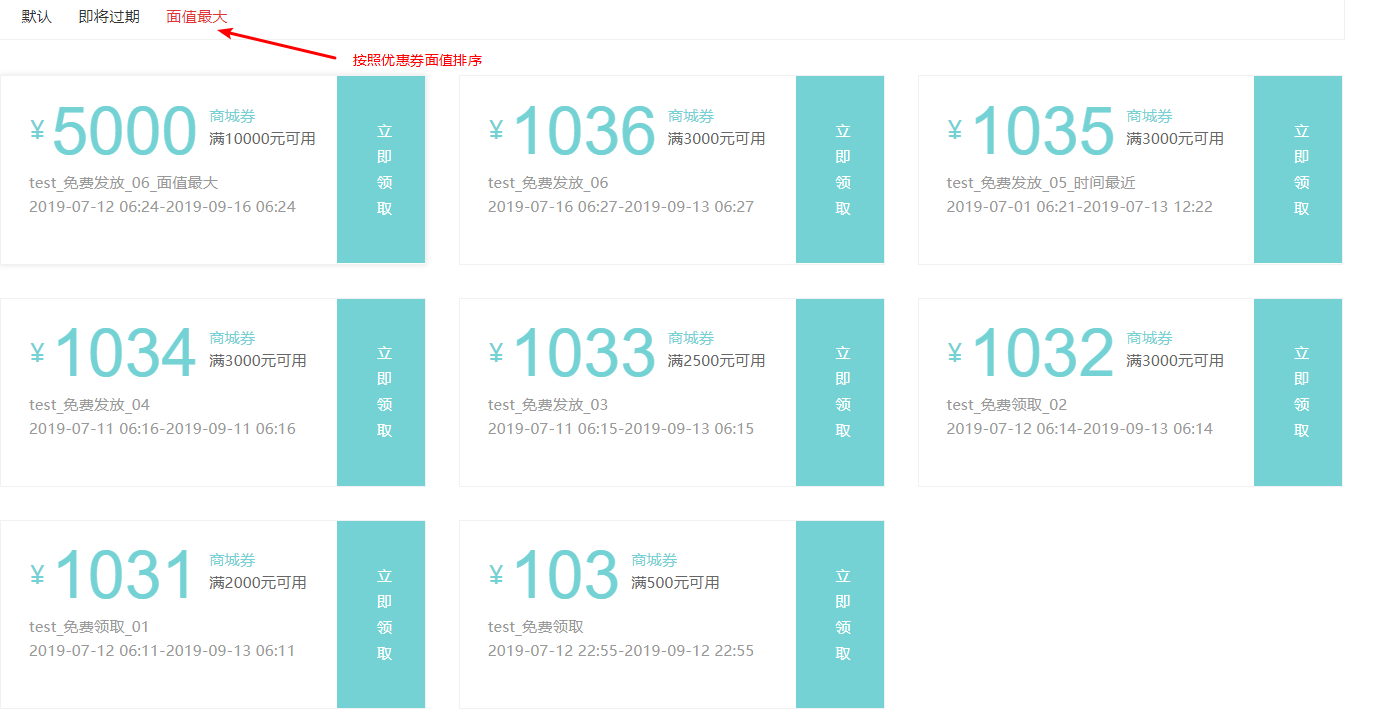 默认 即将过期 面值最大
按照优惠券面值排序
¥ 5000 商城券
满10000元可用
test_免费发放_06_面值最大
2019-07-12 06:24-2019-09-16 06:24
立即领取
¥ 1036 商城券
满3000元可用
test_免费发放_06
2019-07-16 06:27-2019-09-13 06:27
立即领取
¥ 1035 商城券
满3000元可用
test_免费发放_05_时间最近
2019-07-01 06:21-2019-07-13 12:22
立即领取
¥ 1034 商城券
满3000元可用
test_免费发放_04
2019-07-11 06:16-2019-09-11 06:16
立即领取
¥ 1033 商城券
满2500元可用
test_免费发放_03
2019-07-11 06:15-2019-09-13 06:15
立即领取
¥ 1032 商城券
满3000元可用
test_免费领取_02
2019-07-12 06:14-2019-09-13 06:14
立即领取
¥ 1031 商城券
满2000元可用
test_免费领取_01
2019-07-12 06:11-2019-09-13 06:11
立即领取
¥ 103 商城券
满500元可用
test_免费领取
2019-07-12 22:55-2019-09-12 22:55
立即领取